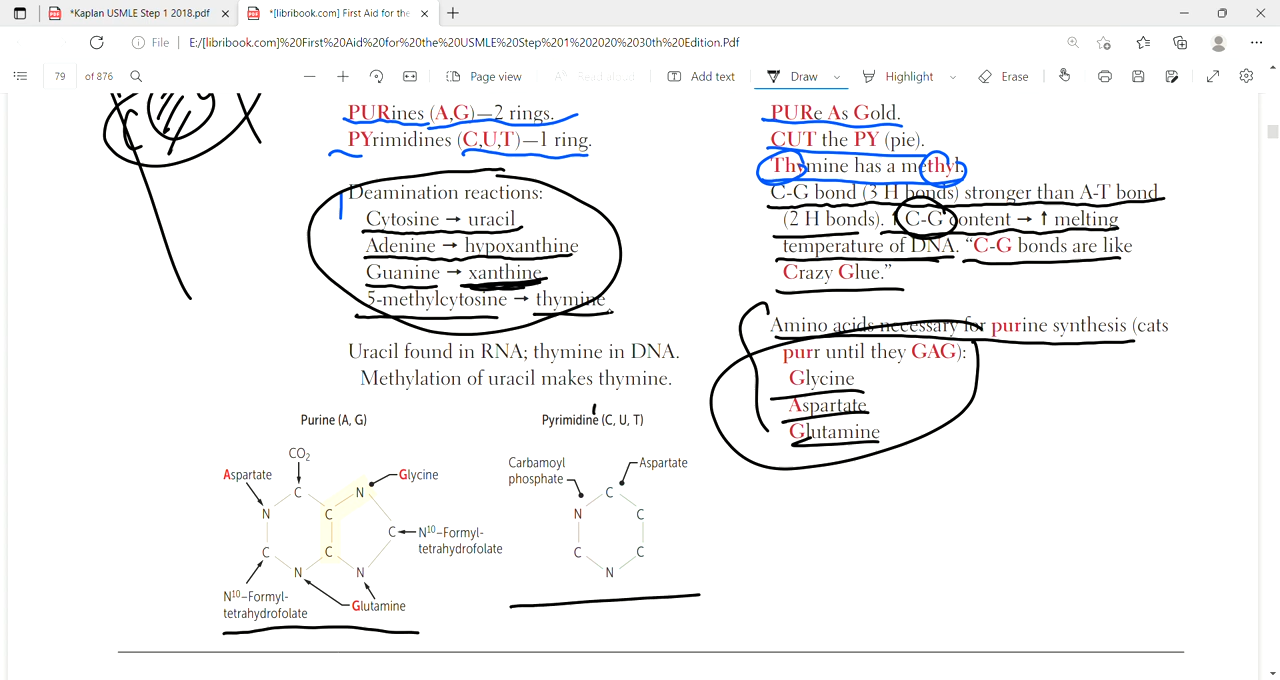 *Kaplan USMLE Step 1 2018.pdf
*[libribook.com] First Aid for the
File
E:/[libribook.com]%20First%20Aid%20for%20the%20USMLE%20Step%201%202020%2030th%20Edition.Pdf
79 of 876
Page view
Read aloud
Add text
Draw
Highlight
Erase
PURines (A,G)—2 rings.
PYrimidines (C,U,T)—1 ring.
Deamination reactions:
Cytosine → uracil
Adenine → hypoxanthine
Guanine → xanthine
5-methylcytosine → thymine
Uracil found in RNA; thymine in DNA.
Methylation of uracil makes thymine.
PURe As Gold.
CUT the PY (pie).
Thymine has a methyl.
C-G bond (3 H bonds) stronger than A-T bond
(2 H bonds). ↑ C-G content → ↑ melting
temperature of DNA. “C-G bonds are like
Crazy Glue.”
Amino acids necessary for purine synthesis (cats
purr until they GAG):
Glycine
Aspartate
Glutamine
Purine (A, G)
CO2
Aspartate
Glycine
C
N
N
C
C
N10–Formyl-
tetrahydrofolate
C
C
N
N
N10–Formyl-
tetrahydrofolate
Glutamine
Pyrimidine (C, U, T)
Carbamoyl
phosphate
Aspartate
C
N
C
C
C
N